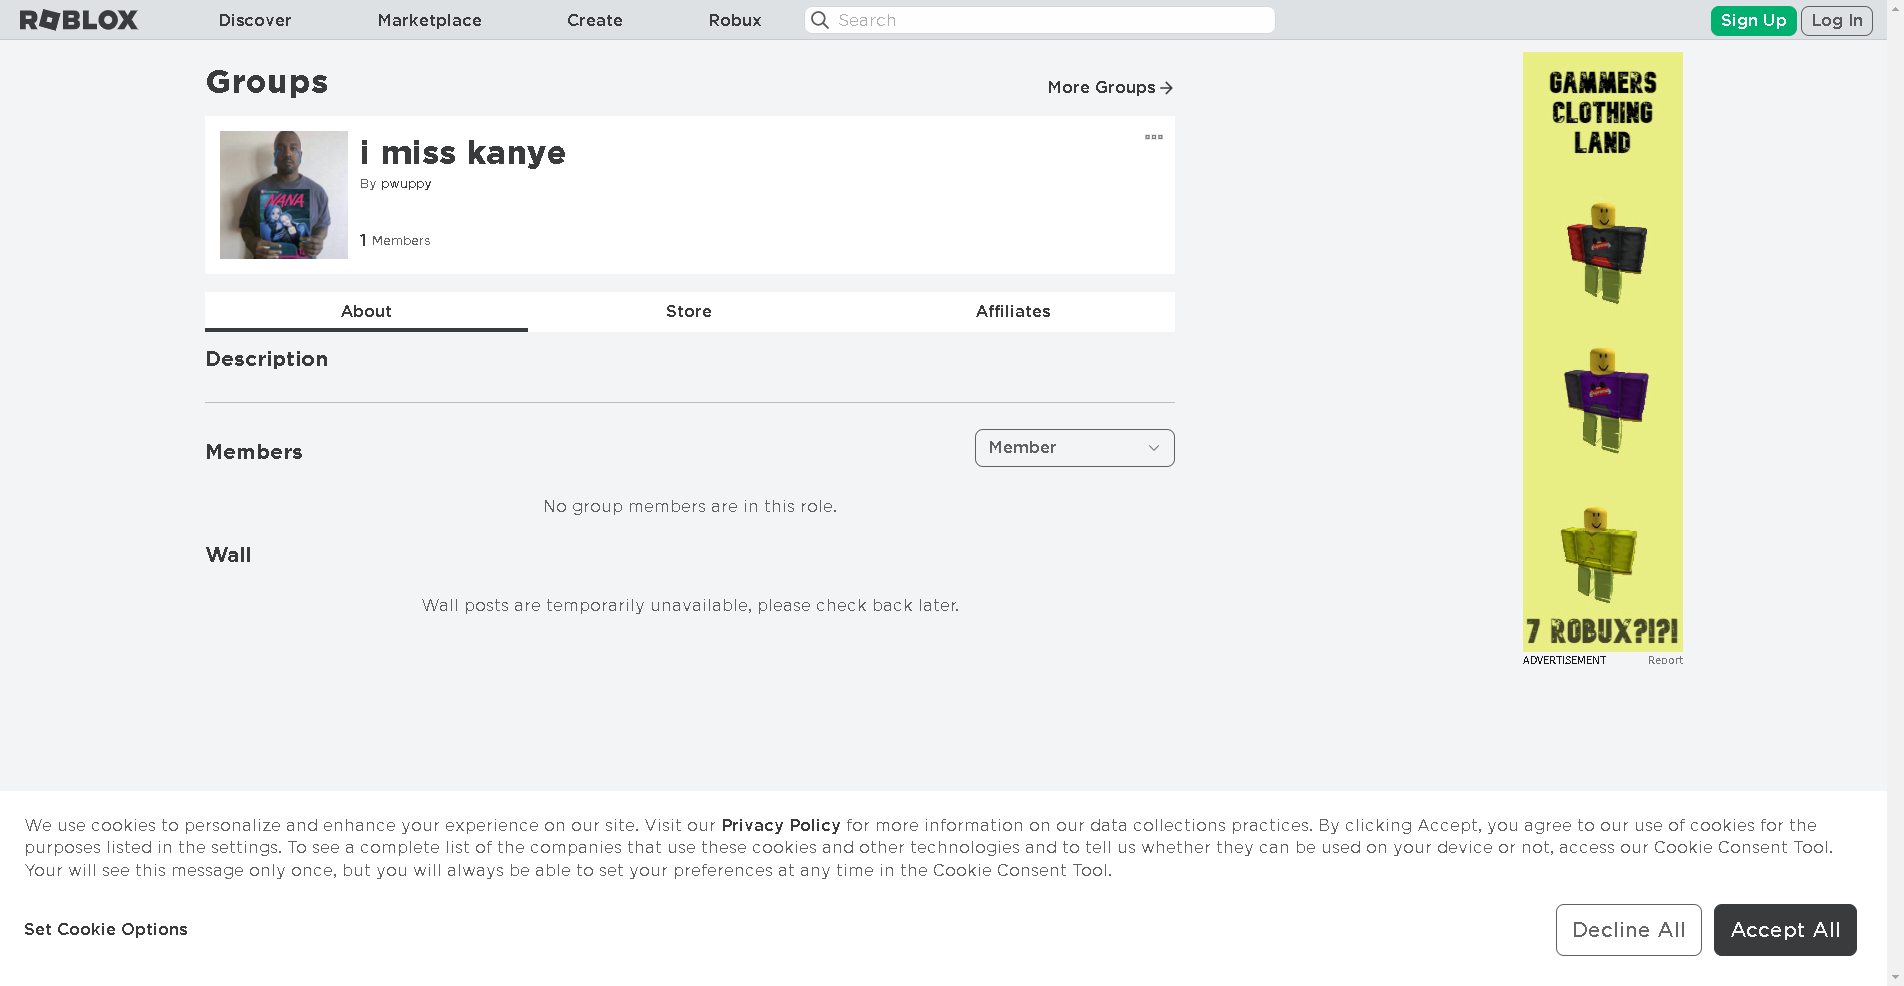 ROBLOX
Discover
Marketplace
Create
Robux
Search
Sign Up
Log In
Groups
More Groups
i miss kanye
By pwuppy
1 Members
NANA
About
Store
Affiliates
Description
Members
Member
No group members are in this role.
Wall
Wall posts are temporarily unavailable, please check back later.
GAMMERS
CLOTHING
LAND
7 ROBUX?!?!
ADVERTISEMENT
Report
We use cookies to personalize and enhance your experience on our site. Visit our Privacy Policy for more information on our data collections practices. By clicking Accept, you agree to our use of cookies for the
purposes listed in the settings. To see a complete list of the companies that use these cookies and other technologies and to tell us whether they can be used on your device or not, access our Cookie Consent Tool.
Your will see this message only once, but you will always be able to set your preferences at any time in the Cookie Consent Tool.
Set Cookie Options
Decline All
Accept All